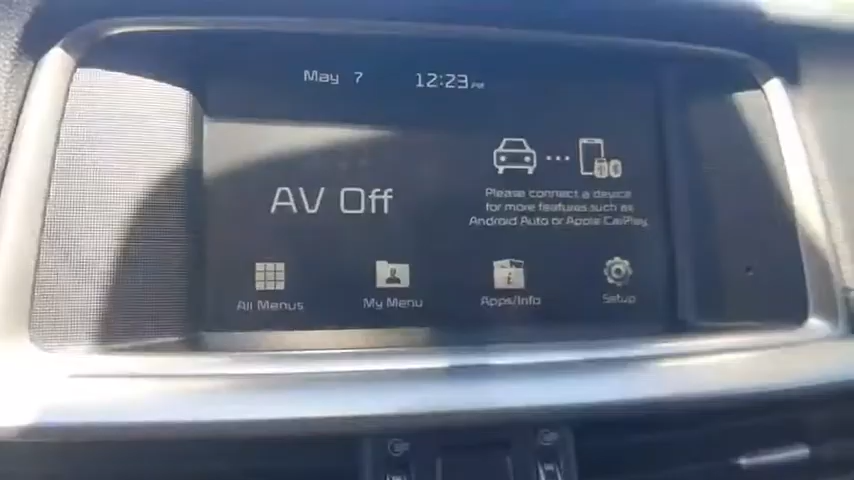 May 7 12:23 PM
AV Off
Please connect a device
for more features such as
Android Auto or Apple CarPlay.
All Menus My Menu Apps/Info Setup